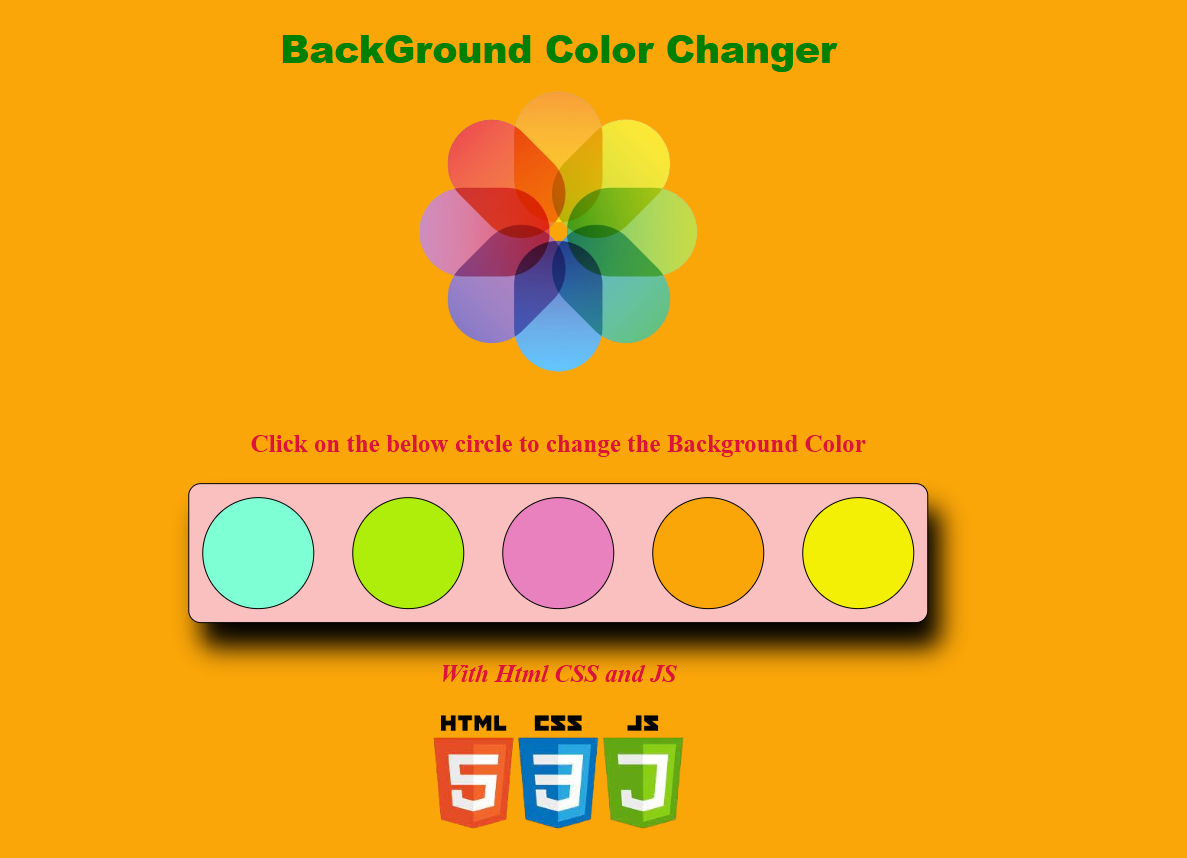 BackGround Color Changer
Click on the below circle to change the Background Color
With Html CSS and JS
HTML CSS JS
5 3 J